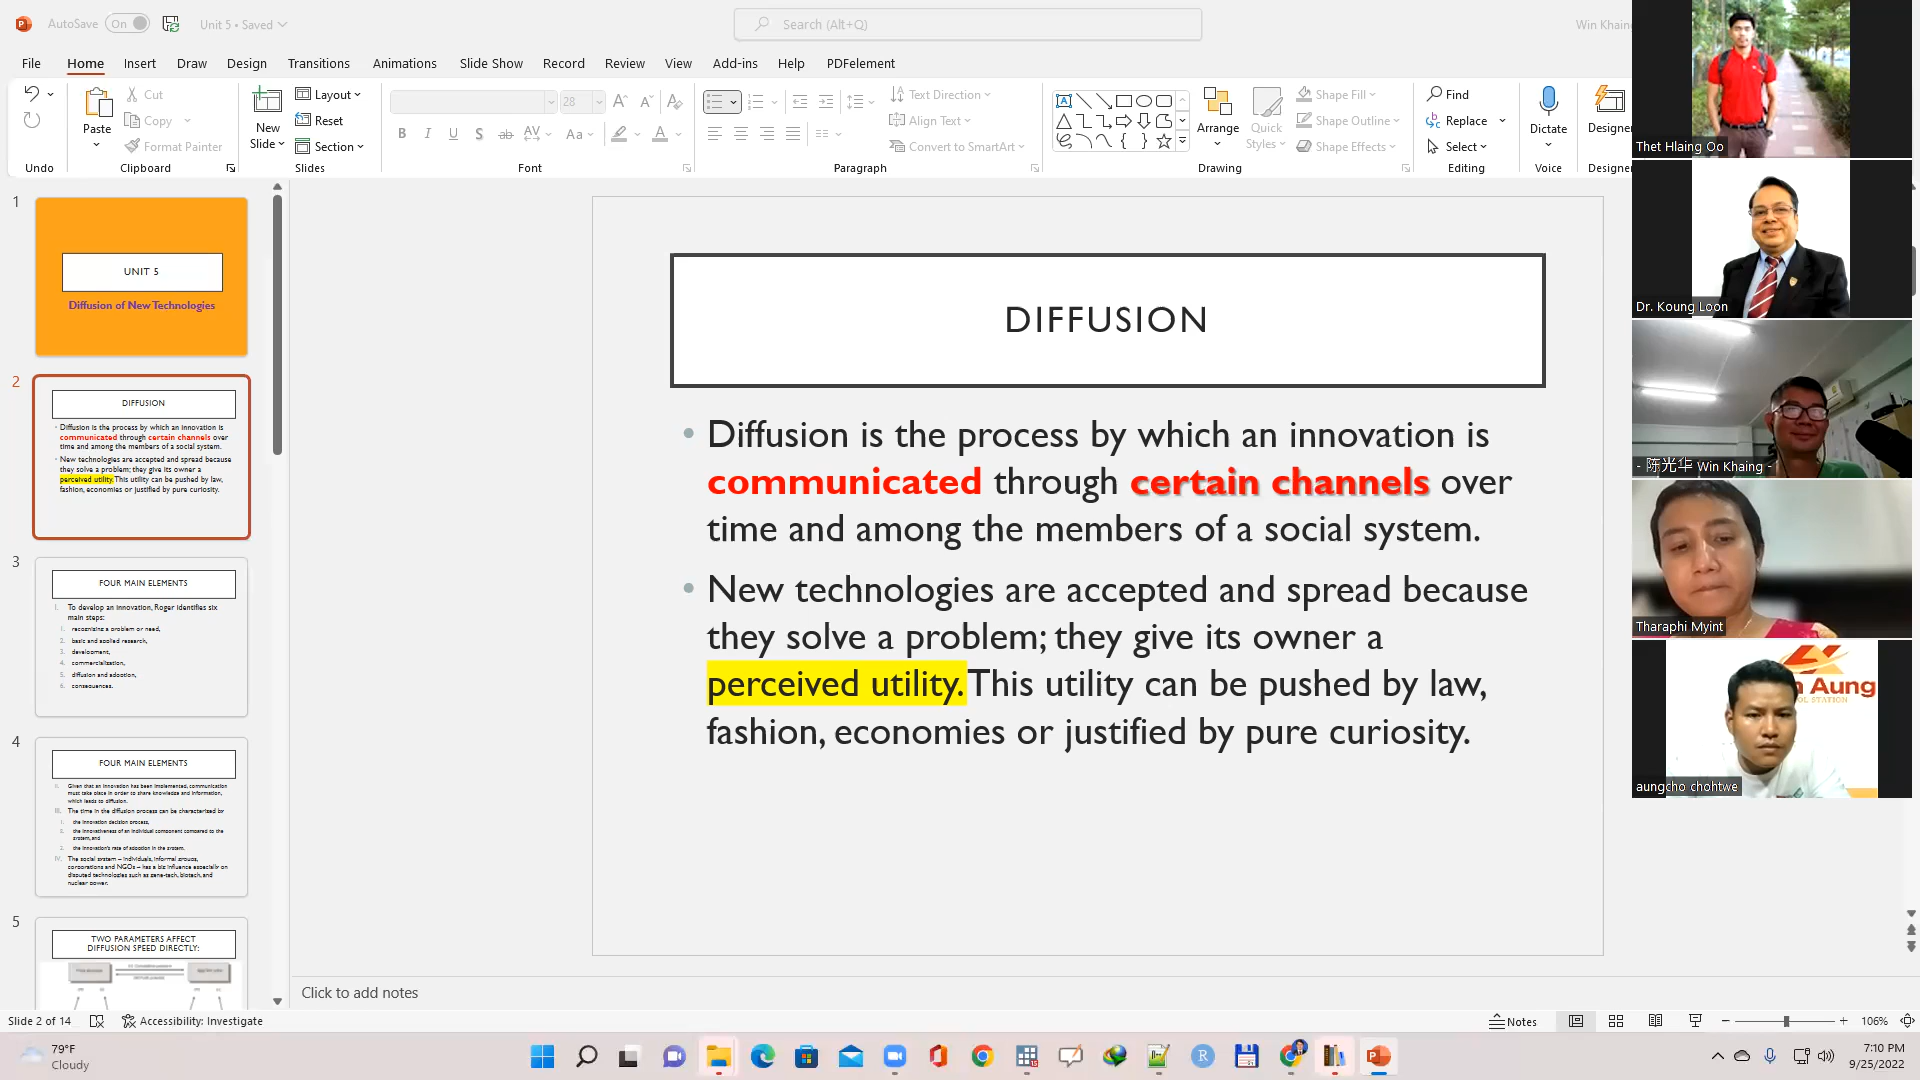 AutoSave On Unit 5 • Saved Search (Alt+Q) Win Khaing
File Home Insert Draw Design Transitions Animations Slide Show Record Review View Add-ins Help PDFelement
Paste
Cut
Copy
Format Painter
New
Slide
Layout
Reset
Section
28
Text Direction
Align Text
Convert to SmartArt
Arrange
Quick
Styles
Shape Fill
Shape Outline
Shape Effects
Find
Replace
Select
Dictate
Designer
Undo Clipboard Slides Font Paragraph Drawing Editing Voice Designer
1
UNIT 5
Diffusion of New Technologies
2
DIFFUSION
Diffusion is the process by which an innovation is
communicated through certain channels over
time and among the members of a social system.
New technologies are accepted and spread because
they solve a problem; they give its owner a
perceived utility. This utility can be pushed by law,
fashion, economies or justified by pure curiosity.
3
FOUR MAIN ELEMENTS
I. To develop an innovation, Roger identifies six
main steps:
1. recognizing a problem or need,
2. basic and applied research,
3. development,
4. commercialization,
5. diffusion and adoption,
6. consequences.
4
FOUR MAIN ELEMENTS
II. Given that an innovation has been implemented, communication
must take place in order to share knowledge and information,
which leads to diffusion.
III. The time in the diffusion process can be characterized by
1. the innovation decision process,
2. the innovativeness of an individual component compared to the
system, and
3. the innovation's rate of adoption in the system.
IV. The social system – individuals, informal groups,
corporations and NGOs – has a big influence especially on
disputed technologies such as gene-tech, biotech, and
nuclear power.
5
TWO PARAMETERS AFFECT
DIFFUSION SPEED DIRECTLY:
DIFFUSION
• Diffusion is the process by which an innovation is
communicated through certain channels over
time and among the members of a social system.
• New technologies are accepted and spread because
they solve a problem; they give its owner a
perceived utility. This utility can be pushed by law,
fashion, economies or justified by pure curiosity.
Thet Hlaing Oo
Dr. Koung Loon
- 陈光华 Win Khaing -
Tharaphi Myint
Aung
OL STATION
aungcho chohtwe
Click to add notes
Slide 2 of 14 Accessibility: Investigate Notes 106%
79°F
Cloudy
7:10 PM
9/25/2022